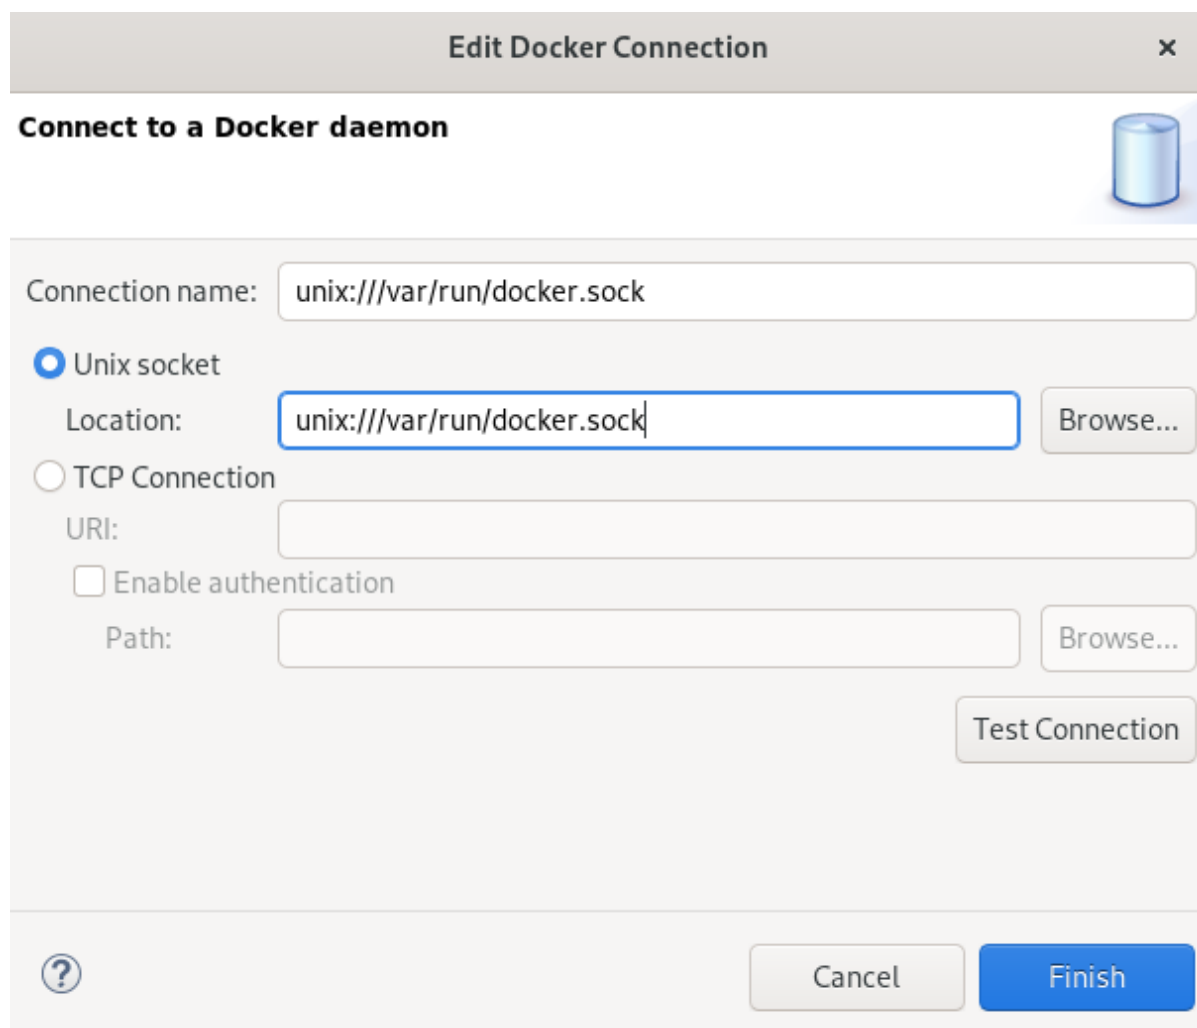 Edit Docker Connection ×
Connect to a Docker daemon
Connection name: unix:///var/run/docker.sock
Unix socket
Location: unix:///var/run/docker.sock Browse...
TCP Connection
URI:
Enable authentication
Path: Browse...
Test Connection
? Cancel Finish